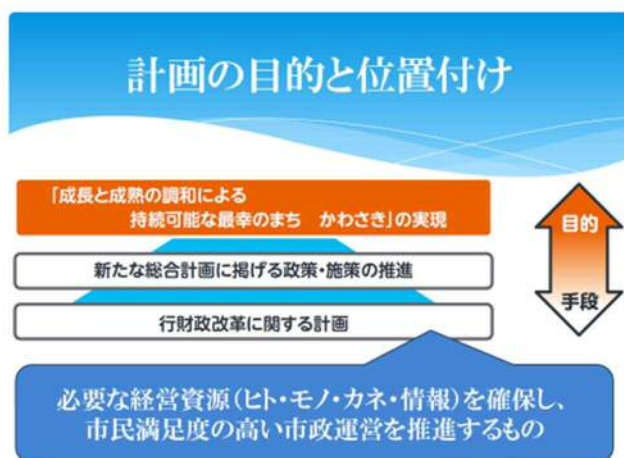 計画の目的と位置付け
「成長と成熟の調和による
持続可能な最幸のまち　かわさき」の実現
新たな総合計画に掲げる政策・施策の推進
行財政改革に関する計画
目的
手段
必要な経営資源（ヒト・モノ・カネ・情報）を確保し、
市民満足度の高い市政運営を推進するもの